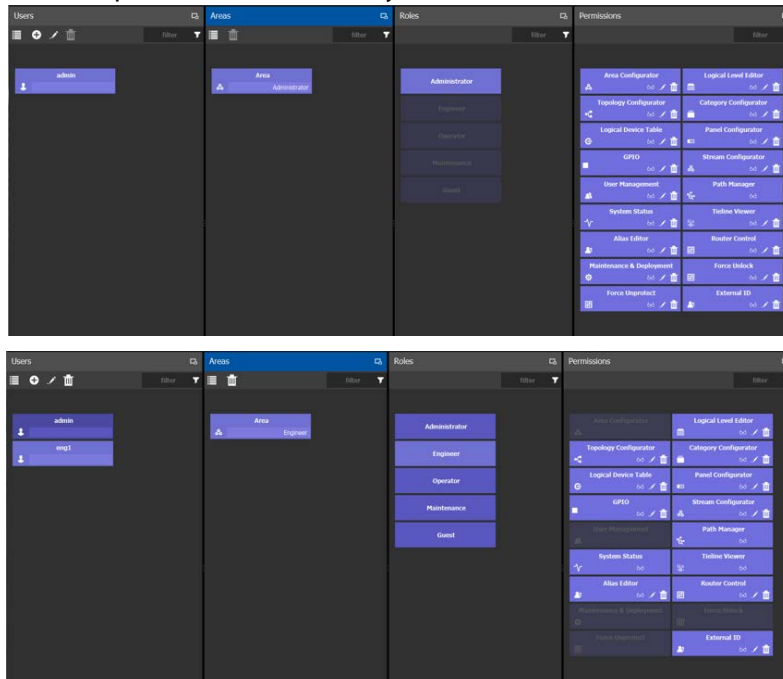 Users
Areas
Roles
Permissions
filter
filter
filter
filter
admin
Area
Administrator
Administrator
Engineer
Operator
Maintenance
Guest
Area Configurator
Logical Level Editor
Topology Configurator
Category Configurator
Logical Device Table
Panel Configurator
GPIO
Stream Configurator
User Management
Path Manager
System Status
Tieline Viewer
Alias Editor
Router Control
Maintenance & Deployment
Force Unlock
Force Unprotect
External ID
Users
Areas
Roles
Permissions
filter
filter
filter
filter
admin
eng1
Area
Engineer
Administrator
Engineer
Operator
Maintenance
Guest
Area Configurator
Logical Level Editor
Topology Configurator
Category Configurator
Logical Device Table
Panel Configurator
GPIO
Stream Configurator
User Management
Path Manager
System Status
Tieline Viewer
Alias Editor
Router Control
Maintenance & Deployment
Force Unlock
Force Unprotect
External ID